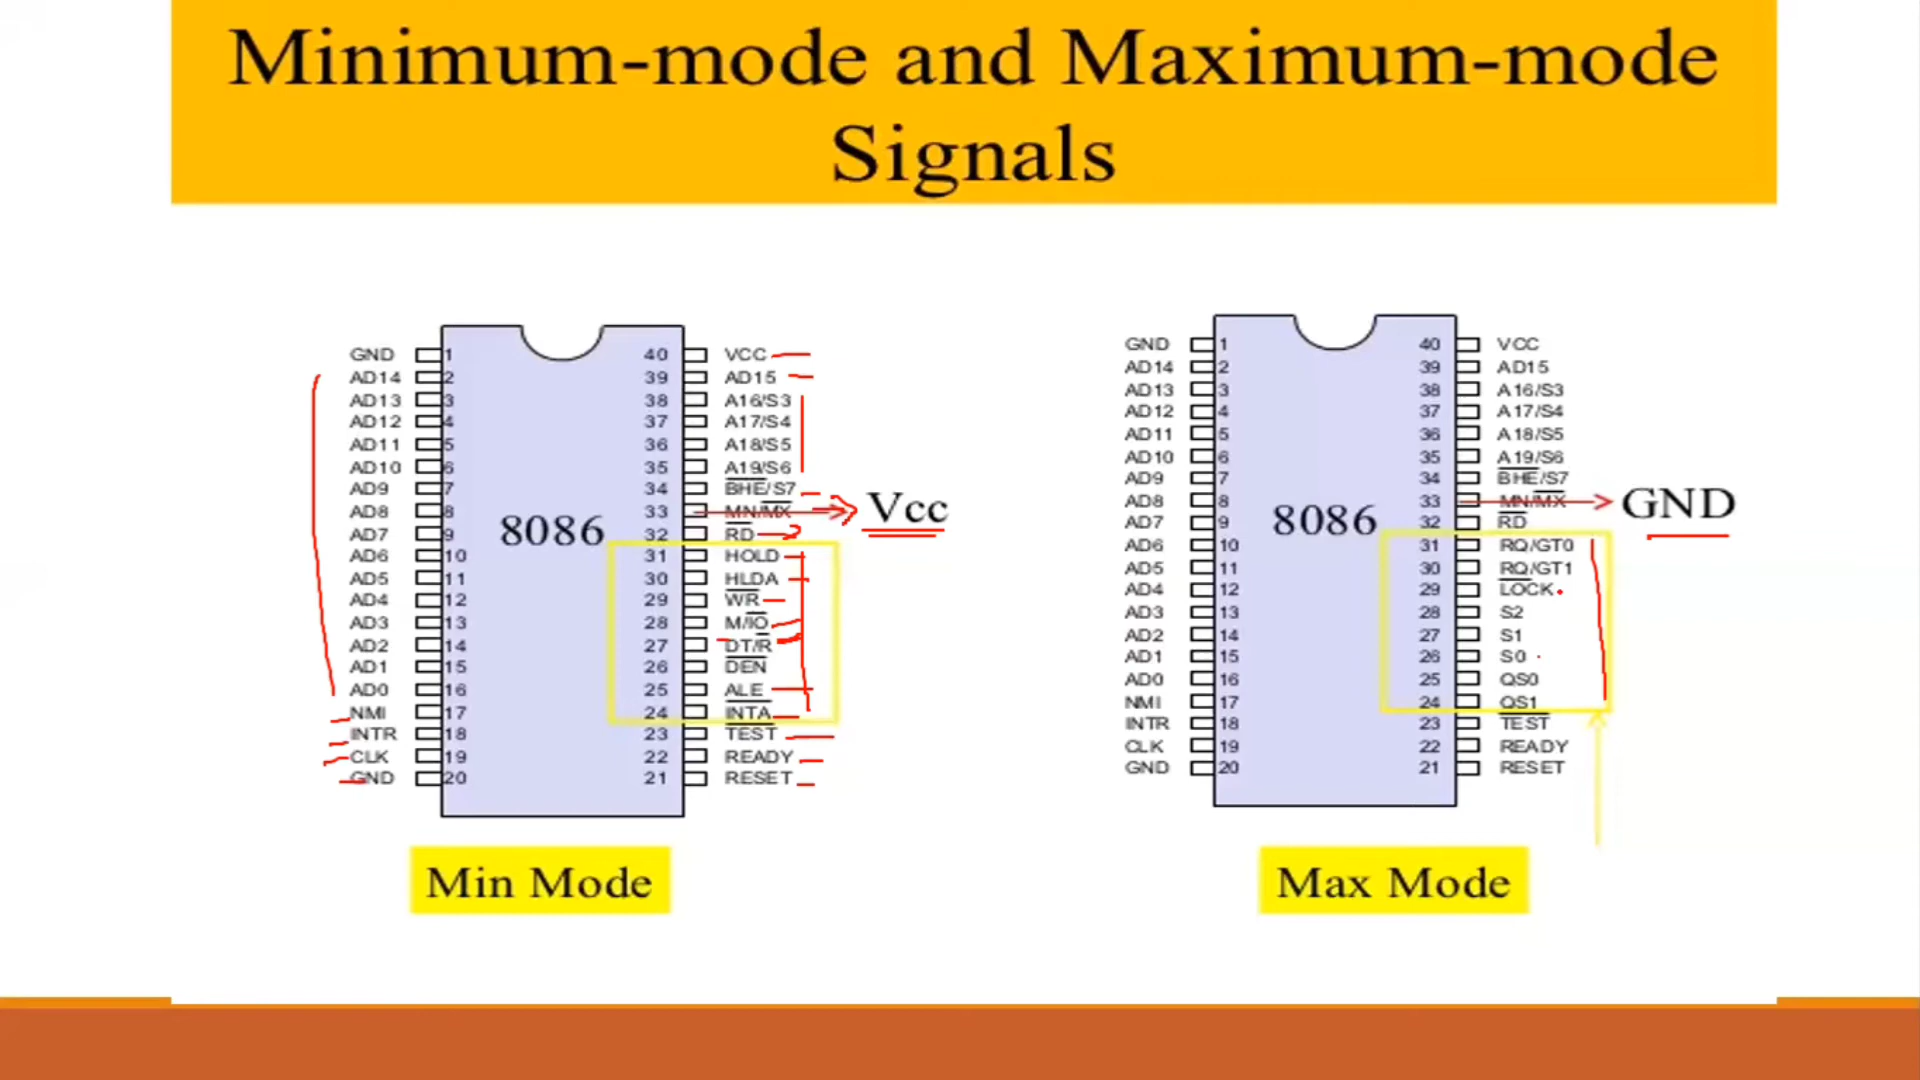 Minimum-mode and Maximum-mode
Signals
GND 1 40 VCC
AD14 2 39 AD15
AD13 3 38 A16/S3
AD12 4 37 A17/S4
AD11 5 36 A18/S5
AD10 6 35 A19/S6
AD9 7 34 BHE/S7
AD8 8 33 MN/MX Vcc
AD7 9 32 RD
AD6 10 31 HOLD
AD5 11 30 HLDA
AD4 12 29 WR
AD3 13 28 M/IO
AD2 14 27 DT/R
AD1 15 26 DEN
AD0 16 25 ALE
NMI 17 24 INTA
INTR 18 23 TEST
CLK 19 22 READY
GND 20 21 RESET
8086
Min Mode
GND 1 40 VCC
AD14 2 39 AD15
AD13 3 38 A16/S3
AD12 4 37 A17/S4
AD11 5 36 A18/S5
AD10 6 35 A19/S6
AD9 7 34 BHE/S7
AD8 8 33 MN/MX GND
AD7 9 32 RD
AD6 10 31 RQ/GT0
AD5 11 30 RQ/GT1
AD4 12 29 LOCK
AD3 13 28 S2
AD2 14 27 S1
AD1 15 26 S0
AD0 16 25 QS0
NMI 17 24 QS1
INTR 18 23 TEST
CLK 19 22 READY
GND 20 21 RESET
8086
Max Mode